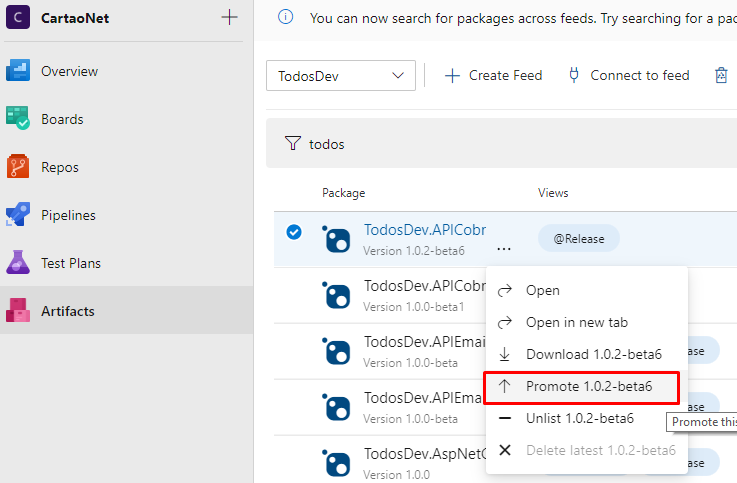 C CartaoNet
You can now search for packages across feeds. Try searching for a pac
TodosDev
Create Feed
Connect to feed
Overview
Boards
Repos
Pipelines
Test Plans
Artifacts
todos
Package Views
TodosDev.APICobr
Version 1.0.2-beta6
...
@Release
TodosDev.APICobr
Version 1.0.0-beta1
TodosDev.APIEmai
Version 1.0.0-beta
ase
TodosDev.APIEma
Version 1.0.0-beta
ase
TodosDev.AspNetC
Version 1.0.0
ase
Open
Open in new tab
Download 1.0.2-beta6
Promote 1.0.2-beta6
Unlist 1.0.2-beta6
Delete latest 1.0.2-beta6
Promote this